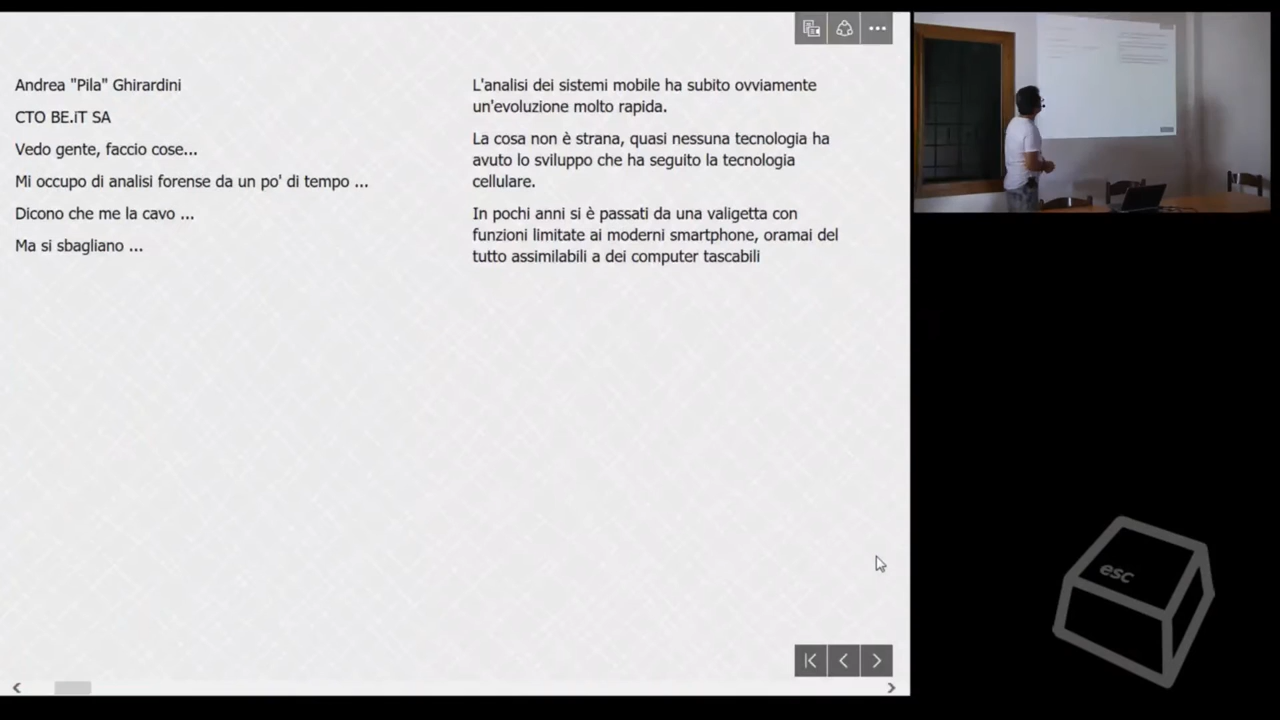 Andrea "Pila" Ghirardini
CTO BE.iT SA
Vedo gente, faccio cose...
Mi occupo di analisi forense da un po' di tempo ...
Dicono che me la cavo ...
Ma si sbagliano ...
L'analisi dei sistemi mobile ha subito ovviamente
un'evoluzione molto rapida.
La cosa non è strana, quasi nessuna tecnologia ha
avuto lo sviluppo che ha seguito la tecnologia
cellulare.
In pochi anni si è passati da una valigetta con
funzioni limitate ai moderni smartphone, oramai del
tutto assimilabili a dei computer tascabili
esc